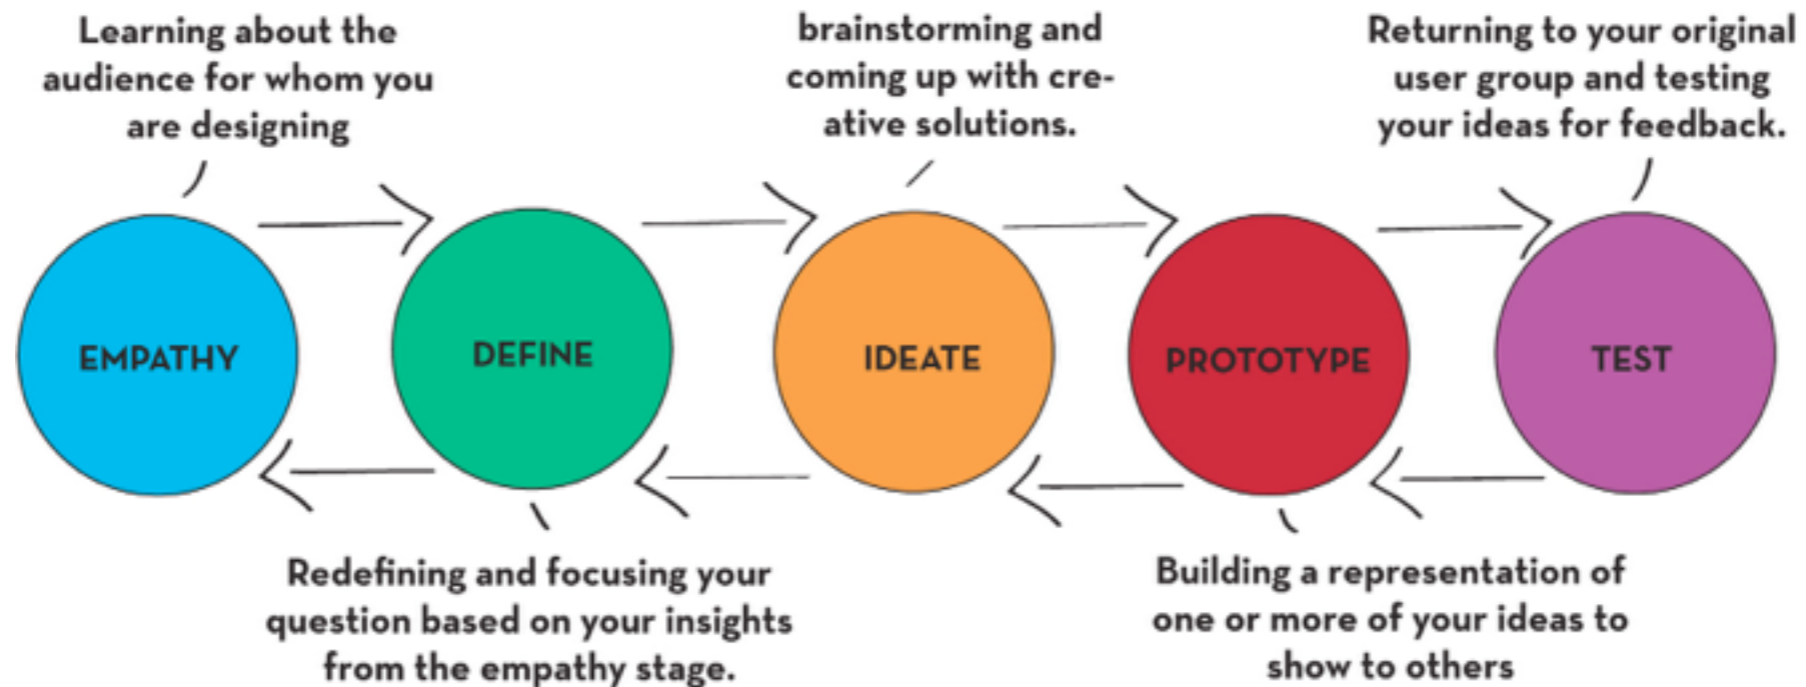 Learning about the
audience for whom you
are designing
brainstorming and
coming up with cre-
ative solutions.
Returning to your original
user group and testing
your ideas for feedback.
EMPATHY
DEFINE
IDEATE
PROTOTYPE
TEST
Redefining and focusing your
question based on your insights
from the empathy stage.
Building a representation of
one or more of your ideas to
show to others